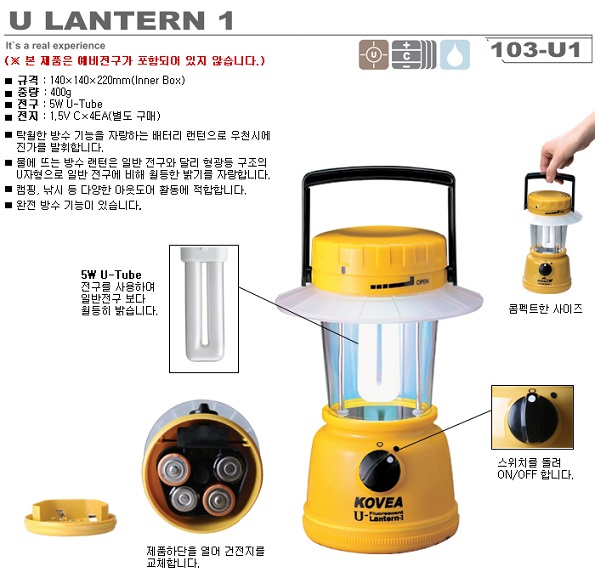 U LANTERN 1
It`s a real experience
103-U1
(※ 본 제품은 예비전구가 포함되어 있지 않습니다.)
■ 규격 : 140×140×220mm(Inner Box)
■ 중량 : 400g
■ 전구 : 5W U-Tube
■ 전지 : 1,5V C×4EA(별도 구매)
■ 탁월한 방수 기능을 자랑하는 배터리 랜턴으로 우천시에
진가를 발휘합니다.
■ 물에 뜨는 방수 랜턴은 일반 전구와 달리 형광등 구조의
U자형으로 일반 전구에 비해 월등한 밝기를 자랑합니다.
■ 캠핑, 낚시 등 다양한 아웃도어 활동에 적합합니다.
■ 완전 방수 기능이 있습니다.
5W U-Tube
전구를 사용하여
일반전구 보다
월등히 밝습니다.
OPEN
콤펙트한 사이즈
스위치를 돌려
ON/OFF 합니다.
KOVEA
Fluorescent
U-Lantern-1
제품하단을 열어 건전지를
교체합니다.